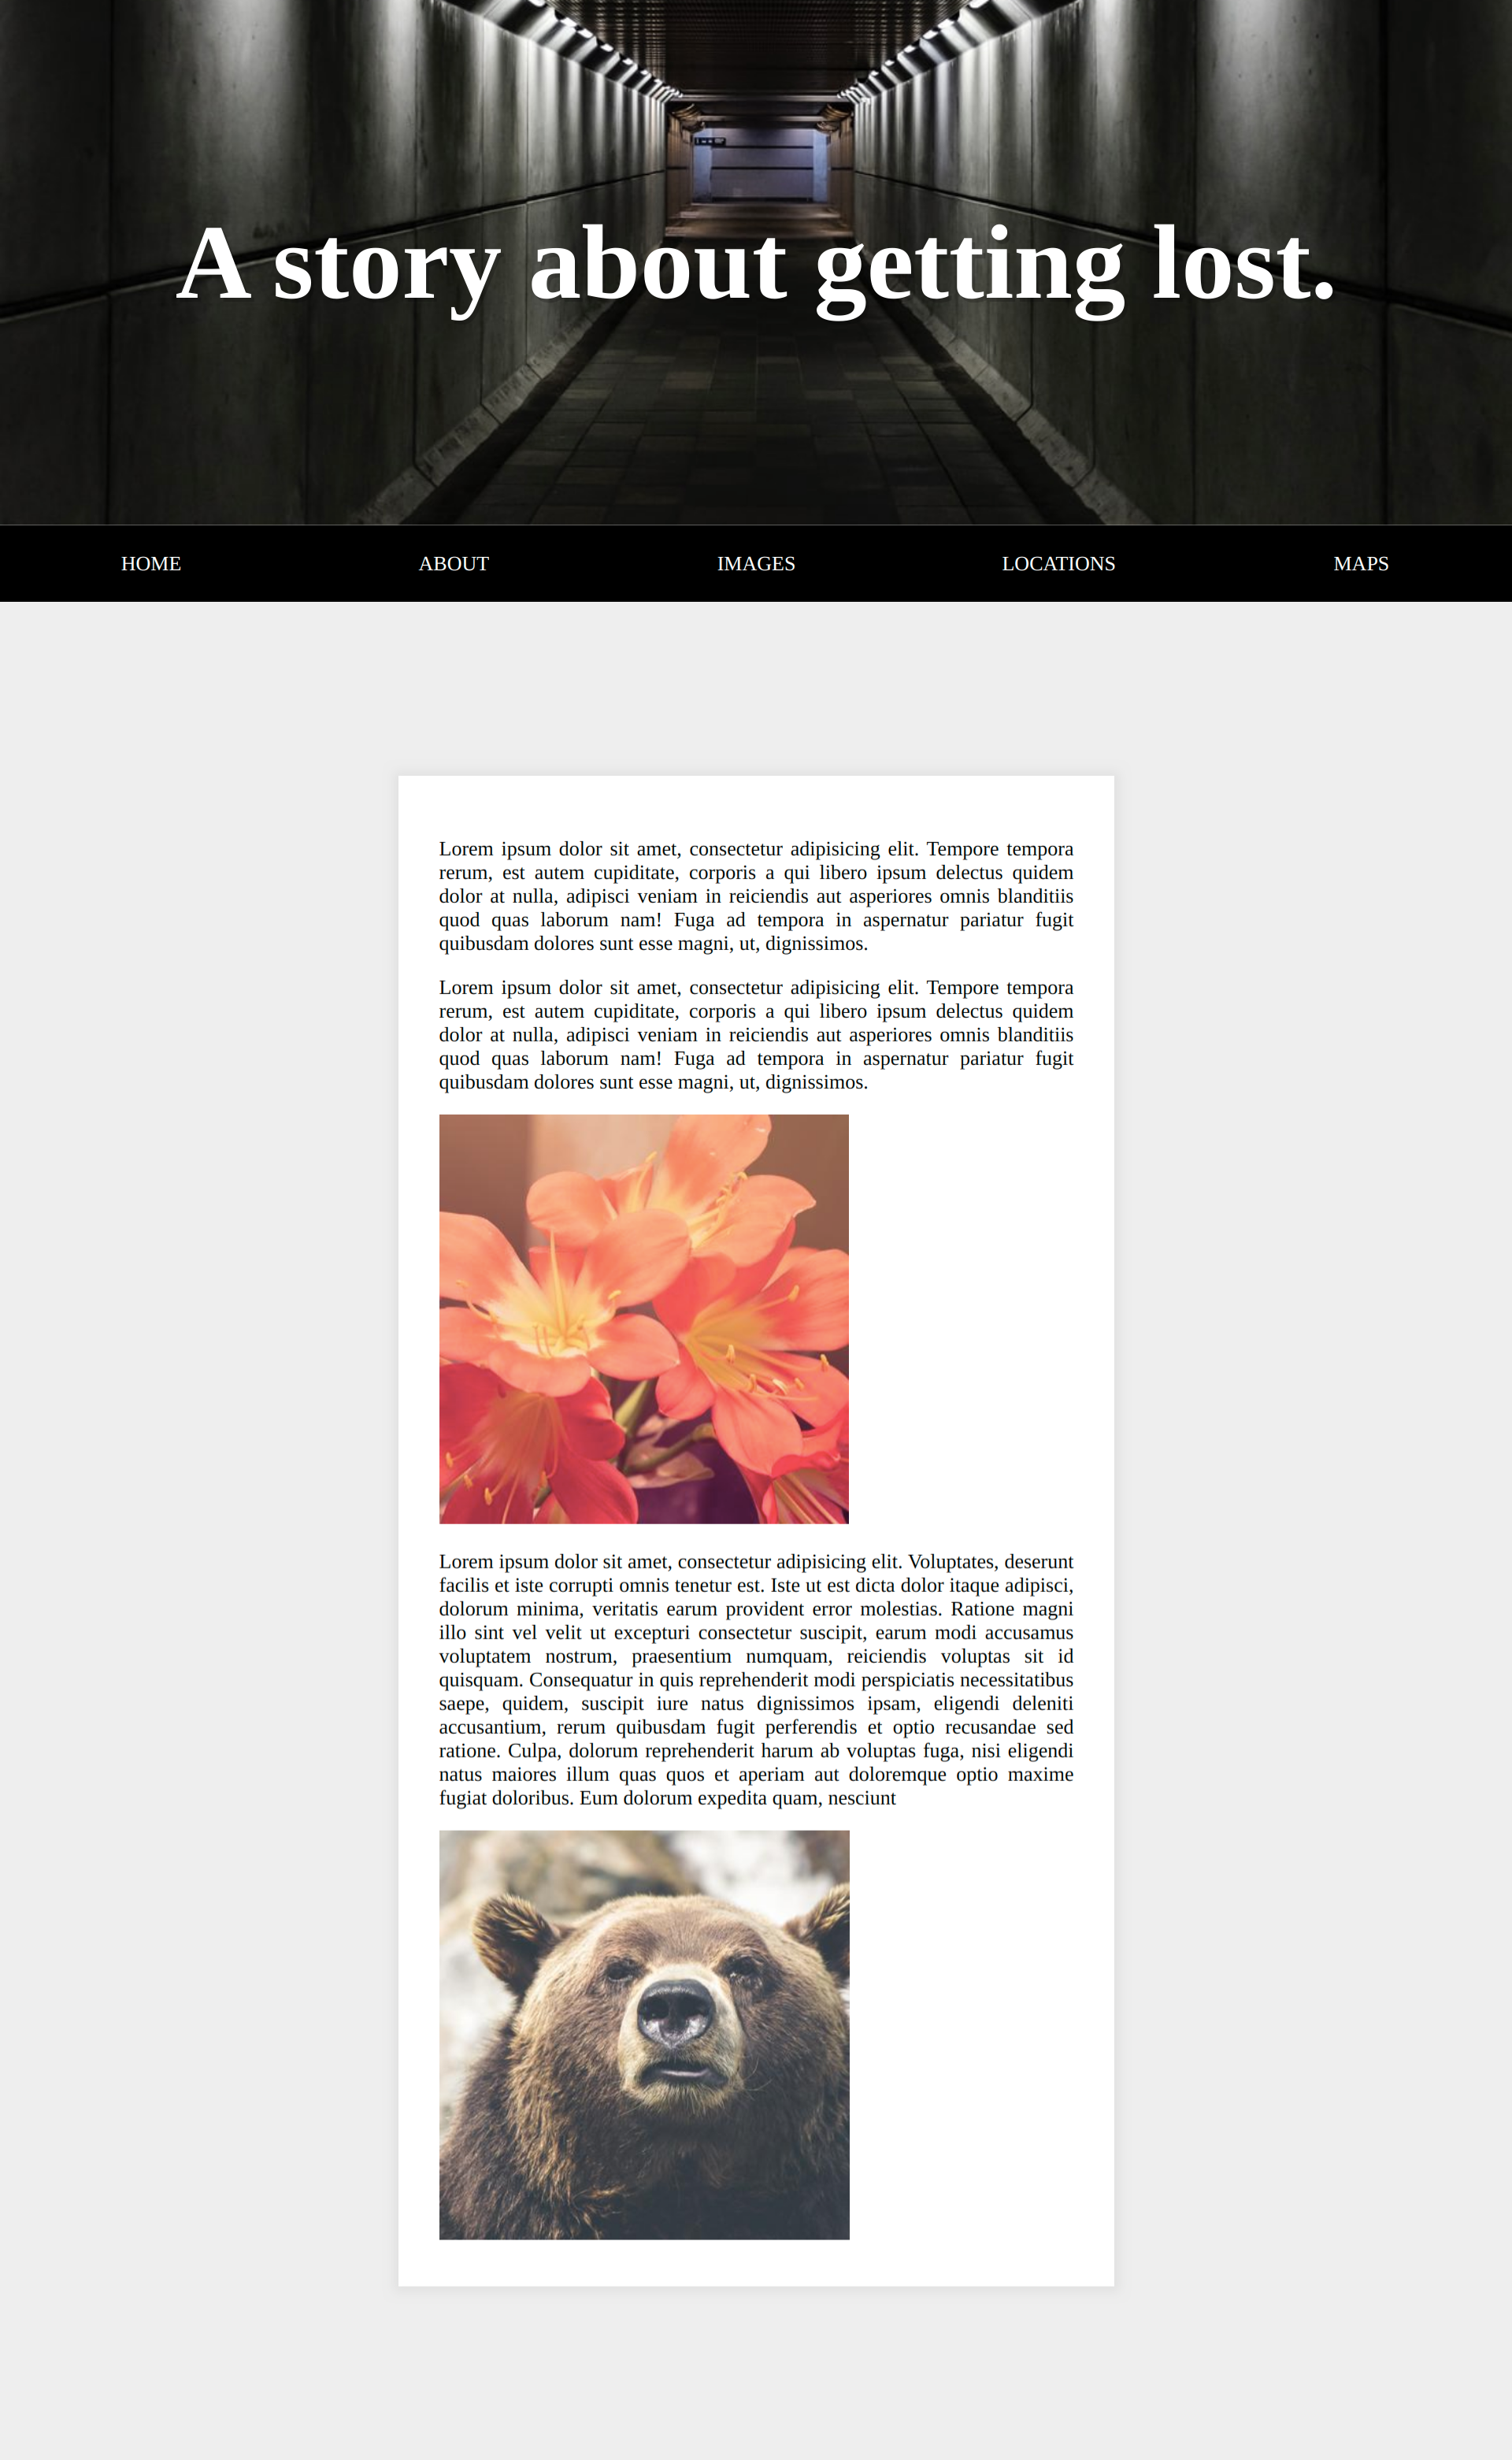 A story about getting lost.
HOME ABOUT IMAGES LOCATIONS MAPS
Lorem ipsum dolor sit amet, consectetur adipisicing elit. Tempore tempora
rerum, est autem cupiditate, corporis a qui libero ipsum delectus quidem
dolor at nulla, adipisci veniam in reiciendis aut asperiores omnis blanditiis
quod quas laborum nam! Fuga ad tempora in aspernatur pariatur fugit
quibusdam dolores sunt esse magni, ut, dignissimos.
Lorem ipsum dolor sit amet, consectetur adipisicing elit. Tempore tempora
rerum, est autem cupiditate, corporis a qui libero ipsum delectus quidem
dolor at nulla, adipisci veniam in reiciendis aut asperiores omnis blanditiis
quod quas laborum nam! Fuga ad tempora in aspernatur pariatur fugit
quibusdam dolores sunt esse magni, ut, dignissimos.
Lorem ipsum dolor sit amet, consectetur adipisicing elit. Voluptates, deserunt
facilis et iste corrupti omnis tenetur est. Iste ut est dicta dolor itaque adipisci,
dolorum minima, veritatis earum provident error molestias. Ratione magni
illo sint vel velit ut excepturi consectetur suscipit, earum modi accusamus
voluptatem nostrum, praesentium numquam, reiciendis voluptas sit id
quisquam. Consequatur in quis reprehenderit modi perspiciatis necessitatibus
saepe, quidem, suscipit iure natus dignissimos ipsam, eligendi deleniti
accusantium, rerum quibusdam fugit perferendis et optio recusandae sed
ratione. Culpa, dolorum reprehenderit harum ab voluptas fuga, nisi eligendi
natus maiores illum quas quos et aperiam aut doloremque optio maxime
fugiat doloribus. Eum dolorum expedita quam, nesciunt